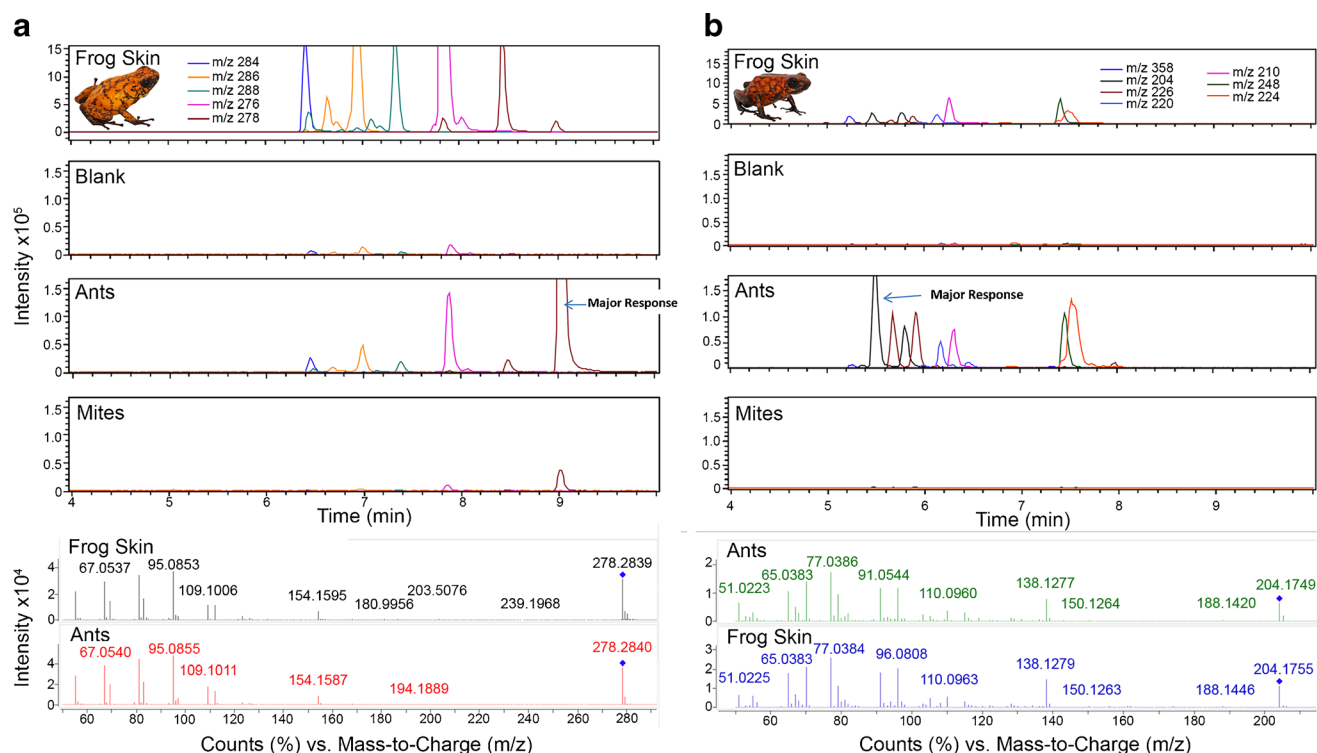 a
Frog Skin
m/z 284
m/z 286
m/z 288
m/z 276
m/z 278
15
10
5
0
Blank
1.5
1.0
0.5
0
Ants
Major Response
1.5
1.0
0.5
0
Mites
1.5
1.0
0.5
0
4 5 6 7 8 9
Time (min)
Intensity x10⁵
Frog Skin
4
2
0
67.0537 95.0853 109.1006 154.1595 180.9956 203.5076 239.1968 278.2839
Ants
4
2
0
67.0540 95.0855 109.1011 154.1587 194.1889 278.2840
60 80 100 120 140 160 180 200 220 240 260 280
Counts (%) vs. Mass-to-Charge (m/z)
Intensity x10⁴
b
Frog Skin
m/z 358
m/z 204
m/z 226
m/z 220
m/z 210
m/z 248
m/z 224
15
10
5
0
Blank
1.5
1.0
0.5
0
Ants
Major Response
1.5
1.0
0.5
0
Mites
1.5
1.0
0.5
0
4 5 6 7 8 9
Time (min)
Ants
2
1
0
51.0223 65.0383 77.0386 91.0544 110.0960 138.1277 150.1264 188.1420 204.1749
Frog Skin
3
2
1
0
51.0225 65.0383 77.0384 96.0808 110.0963 138.1279 150.1263 188.1446 204.1755
60 80 100 120 140 160 180 200
Counts (%) vs. Mass-to-Charge (m/z)